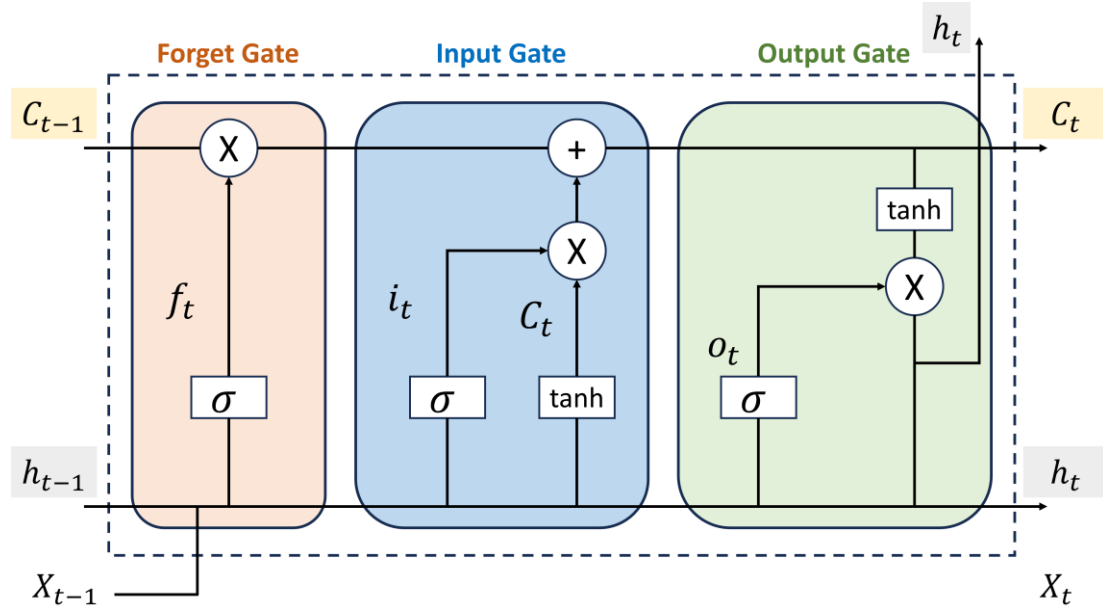 h_t
Forget Gate
Input Gate
Output Gate
C_{t-1}
X
+
C_t
tanh
X
X
f_t
i_t
C_t
o_t
σ
σ
tanh
σ
h_{t-1}
h_t
X_{t-1}
X_t